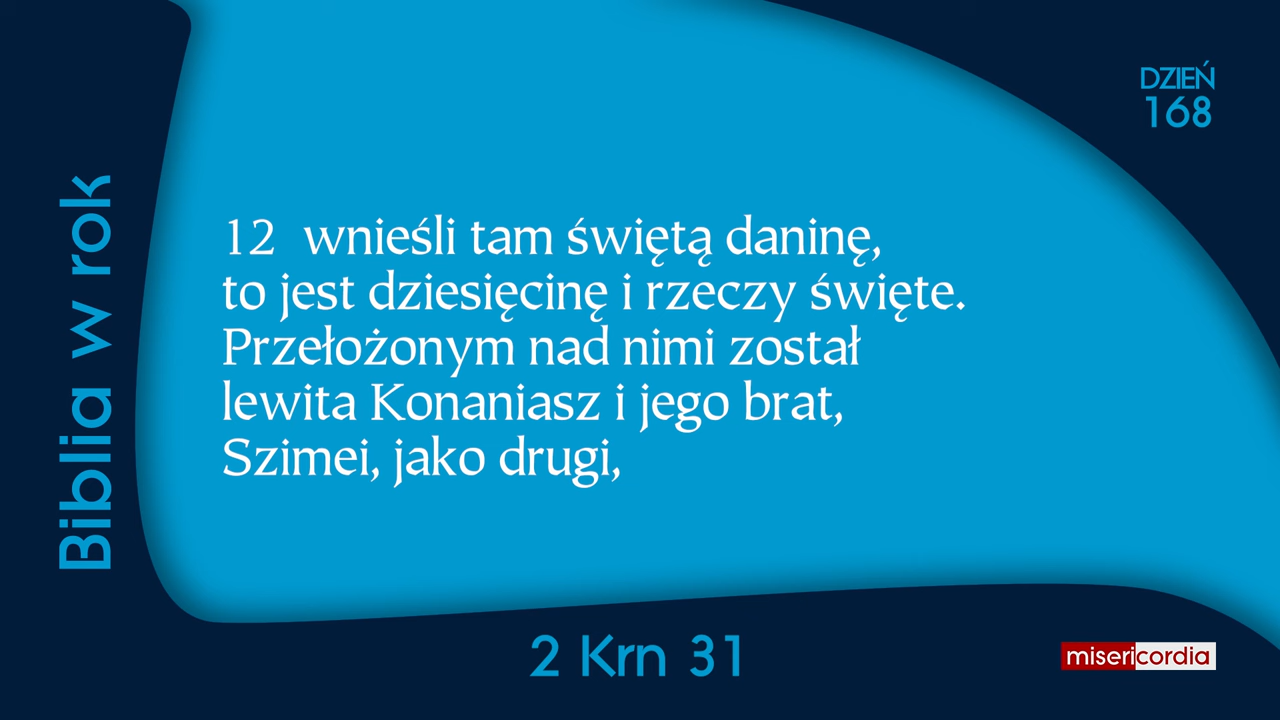 DZIEŃ
168
Biblia w rok
12 wnieśli tam świętą daninę,
to jest dziesięcinę i rzeczy święte.
Przełożonym nad nimi został
lewita Konaniasz i jego brat,
Szimei, jako drugi,
2 Krn 31
misericordia